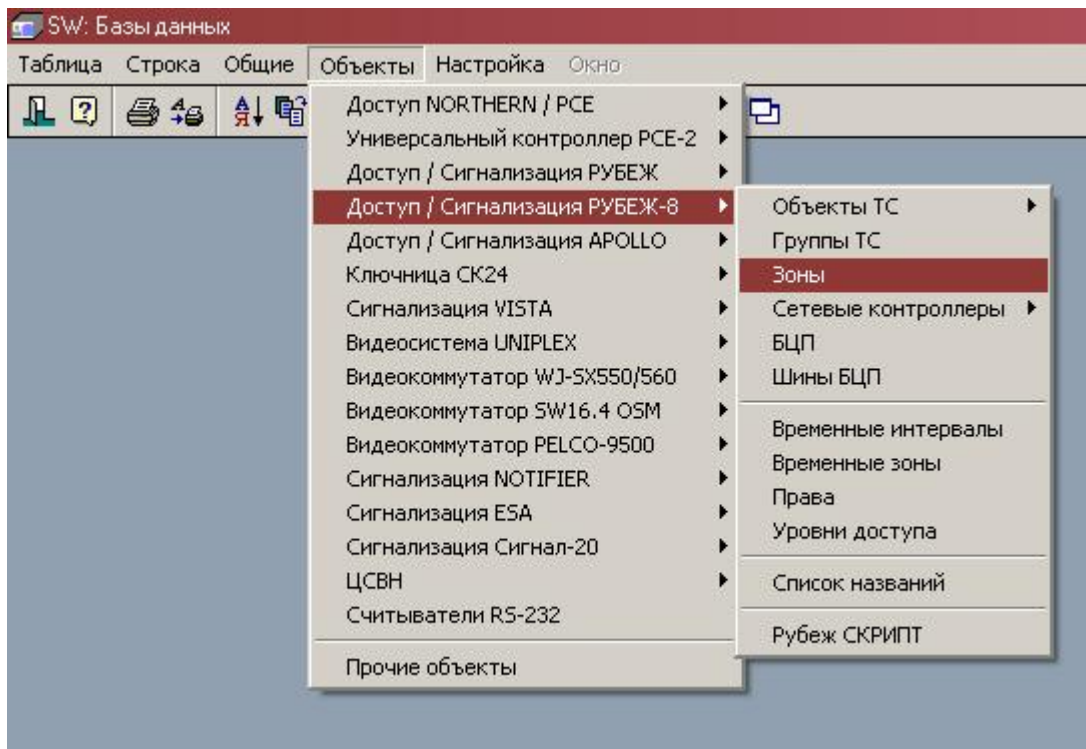 SW: Базы данных
Таблица Строка Общие Объекты Настройка Окно
Доступ NORTHERN / PCE
Универсальный контроллер PCE-2
Доступ / Сигнализация РУБЕЖ
Доступ / Сигнализация РУБЕЖ-8
Доступ / Сигнализация APOLLO
Ключница СК24
Сигнализация VISTA
Видеосистема UNIPLEX
Видеокоммутатор WJ-SX550/560
Видеокоммутатор SW16.4 OSM
Видеокоммутатор PELCO-9500
Сигнализация NOTIFIER
Сигнализация ESA
Сигнализация Сигнал-20
ЦСВН
Считыватели RS-232
Прочие объекты
Объекты ТС
Группы ТС
Зоны
Сетевые контроллеры
БЦП
Шины БЦП
Временные интервалы
Временные зоны
Права
Уровни доступа
Список названий
Рубеж СКРИПТ